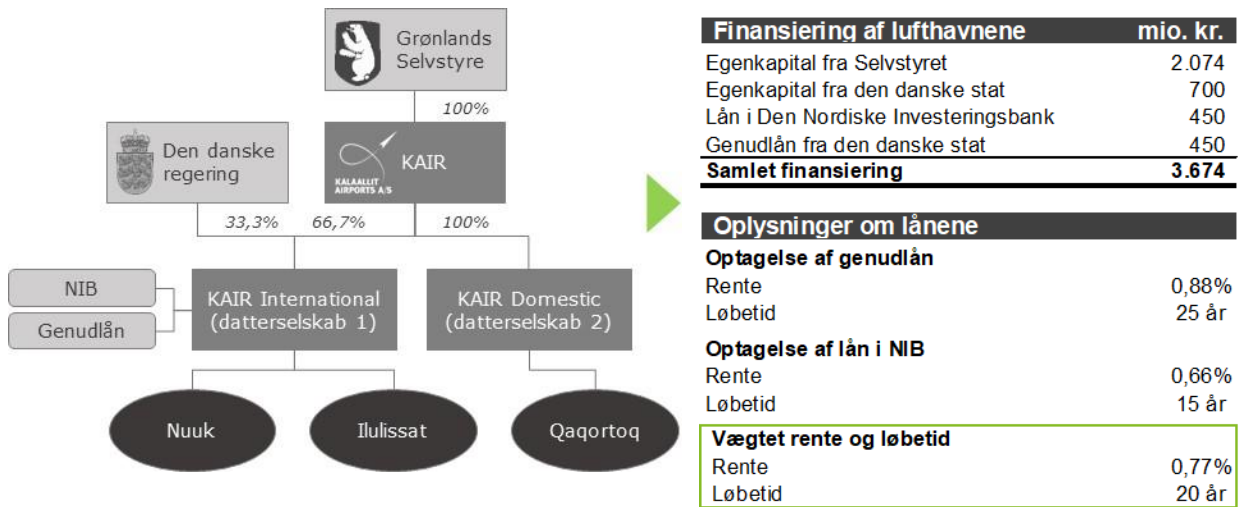 Grønlands
Selvstyre
100%
Den danske
regering
KALAALLIT
AIRPORTS A/S
KAIR
33,3%
66,7%
100%
NIB
Genudlån
KAIR International
(datterselskab 1)
KAIR Domestic
(datterselskab 2)
Nuuk
Ilulissat
Qaqortoq
Finansiering af lufthavnene mio. kr.
Egenkapital fra Selvstyret 2.074
Egenkapital fra den danske stat 700
Lån i Den Nordiske Investeringsbank 450
Genudlån fra den danske stat 450
Samlet finansiering 3.674
Oplysninger om lånene
Optagelse af genudlån
Rente 0,88%
Løbetid 25 år
Optagelse af lån i NIB
Rente 0,66%
Løbetid 15 år
Vægtet rente og løbetid
Rente 0,77%
Løbetid 20 år